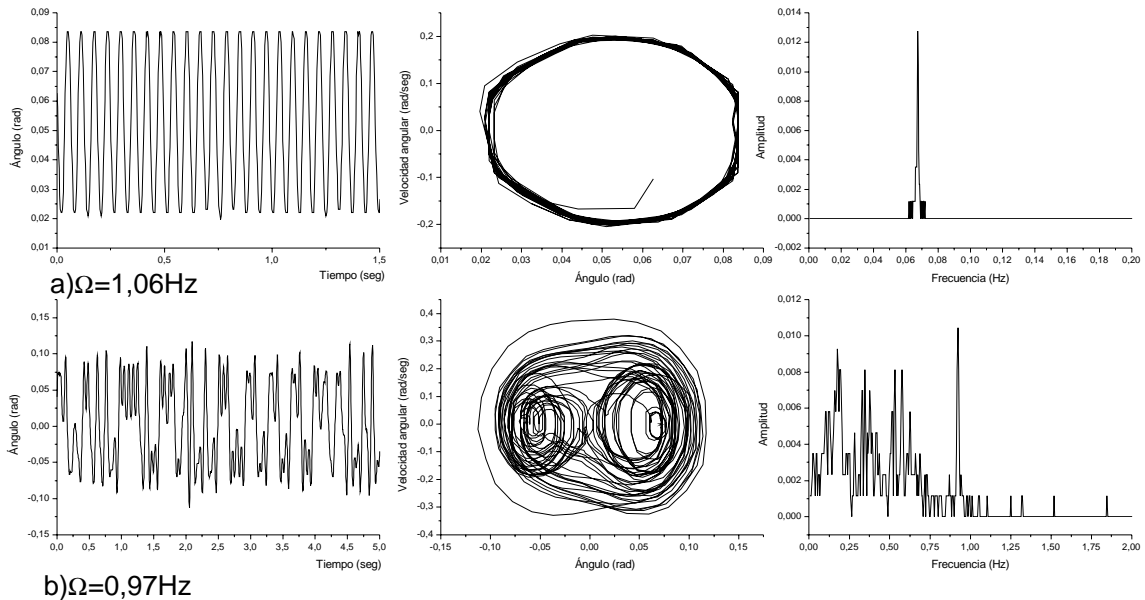 0,09
0,08
0,07
0,06
0,05
0,04
0,03
0,02
0,01
Ángulo (rad)
0,0 0,5 1,0 1,5
Tiempo (seg)
0,2
0,1
0,0
-0,1
-0,2
Velocidad angular (rad/seg)
0,01 0,02 0,03 0,04 0,05 0,06 0,07 0,08 0,09
Ángulo (rad)
0,014
0,012
0,010
0,008
0,006
0,004
0,002
0,000
-0,002
Amplitud
0,00 0,02 0,04 0,06 0,08 0,10 0,12 0,14 0,16 0,18 0,20
Frecuencia (Hz)
a)Ω=1,06Hz
0,15
0,10
0,05
0,00
-0,05
-0,10
-0,15
Ángulo (rad)
0,0 0,5 1,0 1,5 2,0 2,5 3,0 3,5 4,0 4,5 5,0
Tiempo (seg)
0,4
0,3
0,2
0,1
0,0
-0,1
-0,2
-0,3
-0,4
Velocidad angular (rad/seg)
-0,15 -0,10 -0,05 0,00 0,05 0,10 0,15
Ángulo (rad)
0,012
0,010
0,008
0,006
0,004
0,002
0,000
Amplitud
0,00 0,25 0,50 0,75 1,00 1,25 1,50 1,75 2,00
Frecuencia (Hz)
b)Ω=0,97Hz